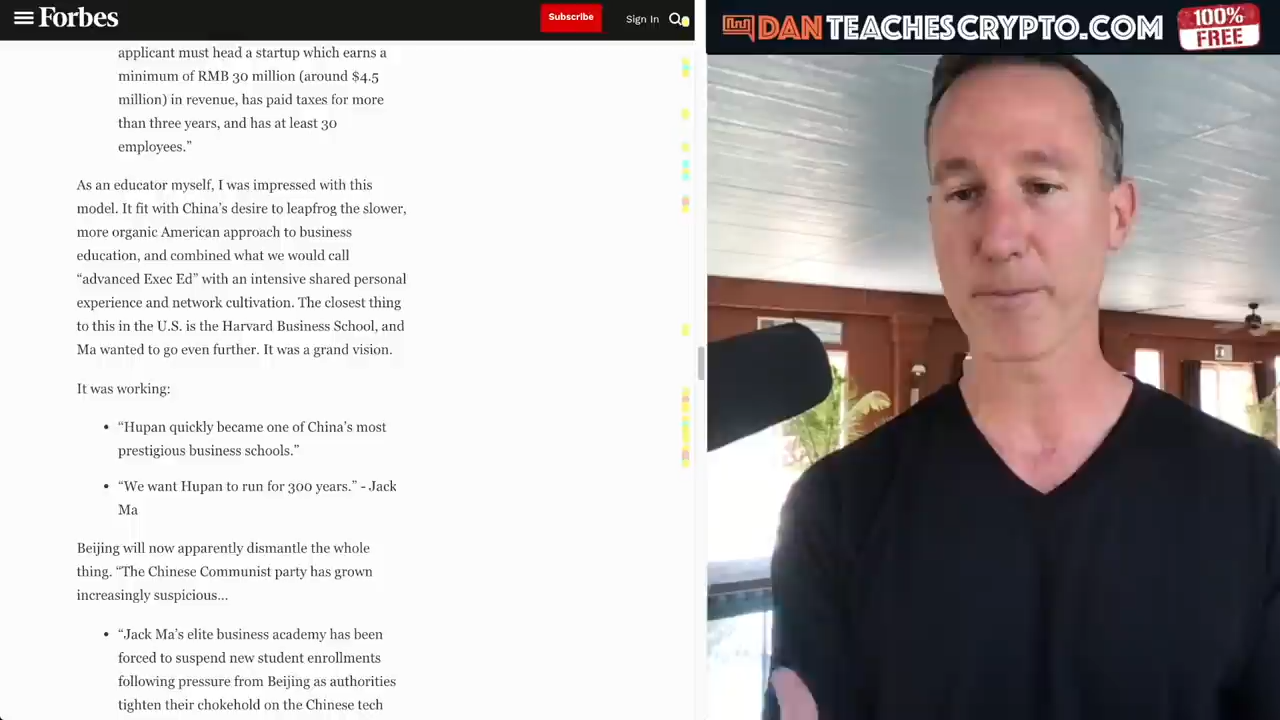 Forbes
Subscribe
Sign In
DANTEACHESCRYPTO.COM
100%
FREE
applicant must head a startup which earns a
minimum of RMB 30 million (around $4.5
million) in revenue, has paid taxes for more
than three years, and has at least 30
employees.”
As an educator myself, I was impressed with this
model. It fit with China’s desire to leapfrog the slower,
more organic American approach to business
education, and combined what we would call
“advanced Exec Ed” with an intensive shared personal
experience and network cultivation. The closest thing
to this in the U.S. is the Harvard Business School, and
Ma wanted to go even further. It was a grand vision.
It was working:
• “Hupan quickly became one of China’s most
prestigious business schools.”
• “We want Hupan to run for 300 years.” - Jack
Ma
Beijing will now apparently dismantle the whole
thing. “The Chinese Communist party has grown
increasingly suspicious...
• “Jack Ma’s elite business academy has been
forced to suspend new student enrollments
following pressure from Beijing as authorities
tighten their chokehold on the Chinese tech